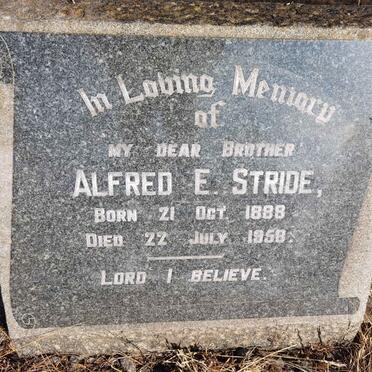 In Loving Memory
of
MY DEAR BROTHER
ALFRED E. STRIDE,
BORN 21 OCT. 1888.
DIED 22 JULY 1958.
LORD I BELIEVE.